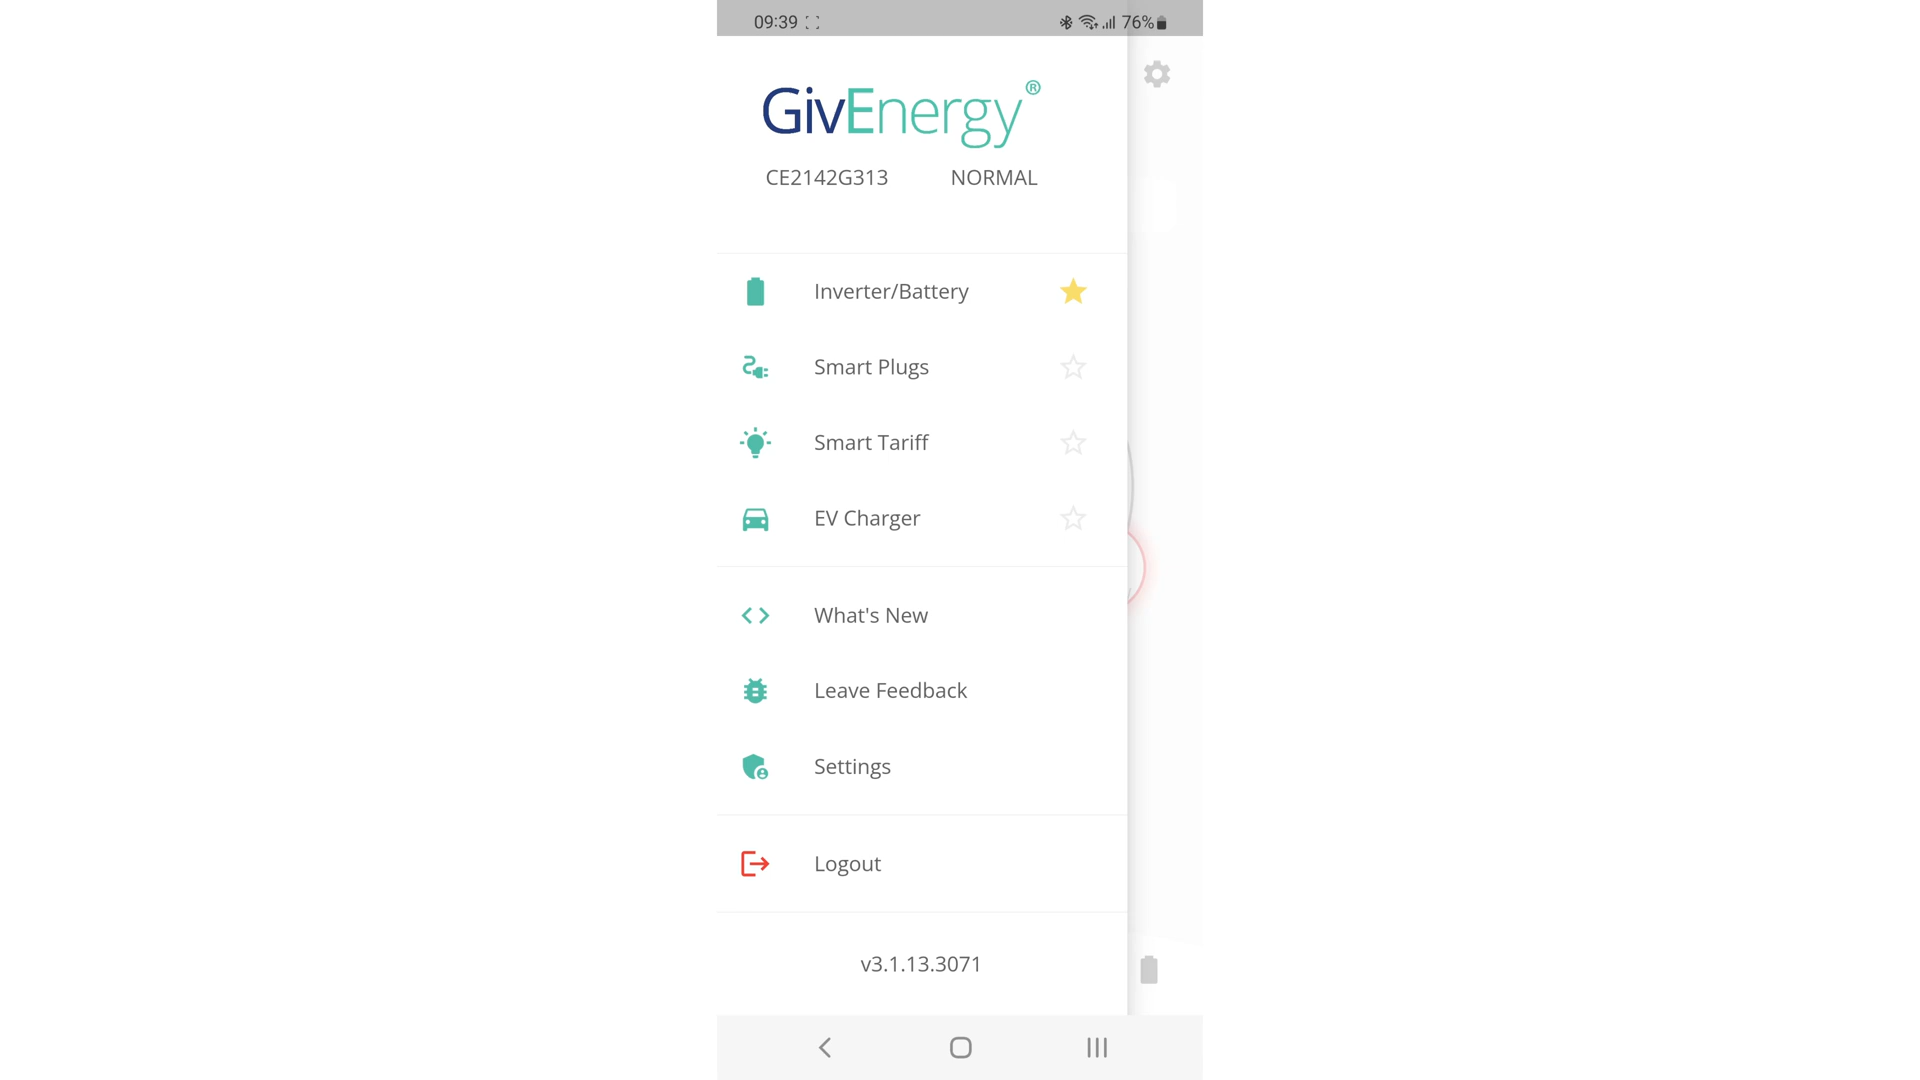 09:39 76%
GivEnergy®
CE2142G313 NORMAL
Inverter/Battery
Smart Plugs
Smart Tariff
EV Charger
What's New
Leave Feedback
Settings
Logout
v3.1.13.3071